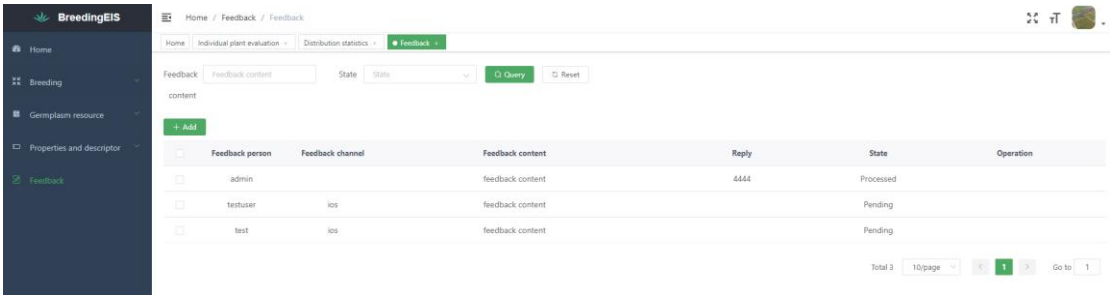 BreedingEIS
Home / Feedback / Feedback
Home Individual plant evaluation × Distribution statistics × Feedback ×
Home
Breeding
Germplasm resource
Properties and descriptor
Feedback
Feedback content
Feedback content
State
State
Query
Reset
+ Add
Feedback person Feedback channel Feedback content Reply State Operation
admin feedback content 4444 Processed
testuser ios feedback content Pending
test ios feedback content Pending
Total 3 10/page < 1 > Go to 1